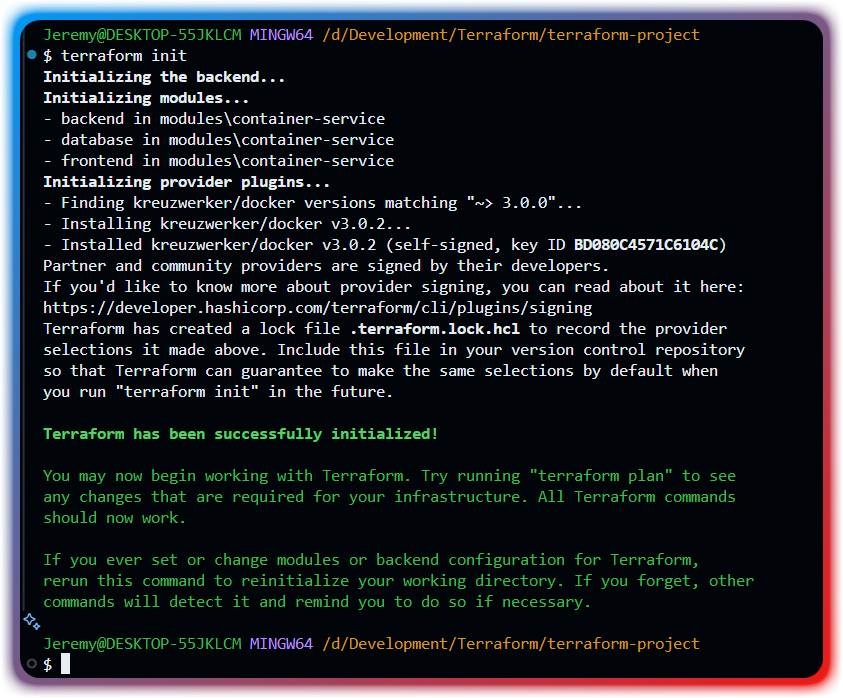 Jeremy@DESKTOP-55JKLCM MINGW64 /d/Development/Terraform/terraform-project
$ terraform init
Initializing the backend...
Initializing modules...
- backend in modules\container-service
- database in modules\container-service
- frontend in modules\container-service
Initializing provider plugins...
- Finding kreuzwerker/docker versions matching "~> 3.0.0"...
- Installing kreuzwerker/docker v3.0.2...
- Installed kreuzwerker/docker v3.0.2 (self-signed, key ID BD080C4571C6104C)
Partner and community providers are signed by their developers.
If you'd like to know more about provider signing, you can read about it here:
https://developer.hashicorp.com/terraform/cli/plugins/signing
Terraform has created a lock file .terraform.lock.hcl to record the provider
selections it made above. Include this file in your version control repository
so that Terraform can guarantee to make the same selections by default when
you run "terraform init" in the future.
Terraform has been successfully initialized!
You may now begin working with Terraform. Try running "terraform plan" to see
any changes that are required for your infrastructure. All Terraform commands
should now work.
If you ever set or change modules or backend configuration for Terraform,
rerun this command to reinitialize your working directory. If you forget, other
commands will detect it and remind you to do so if necessary.
Jeremy@DESKTOP-55JKLCM MINGW64 /d/Development/Terraform/terraform-project
$